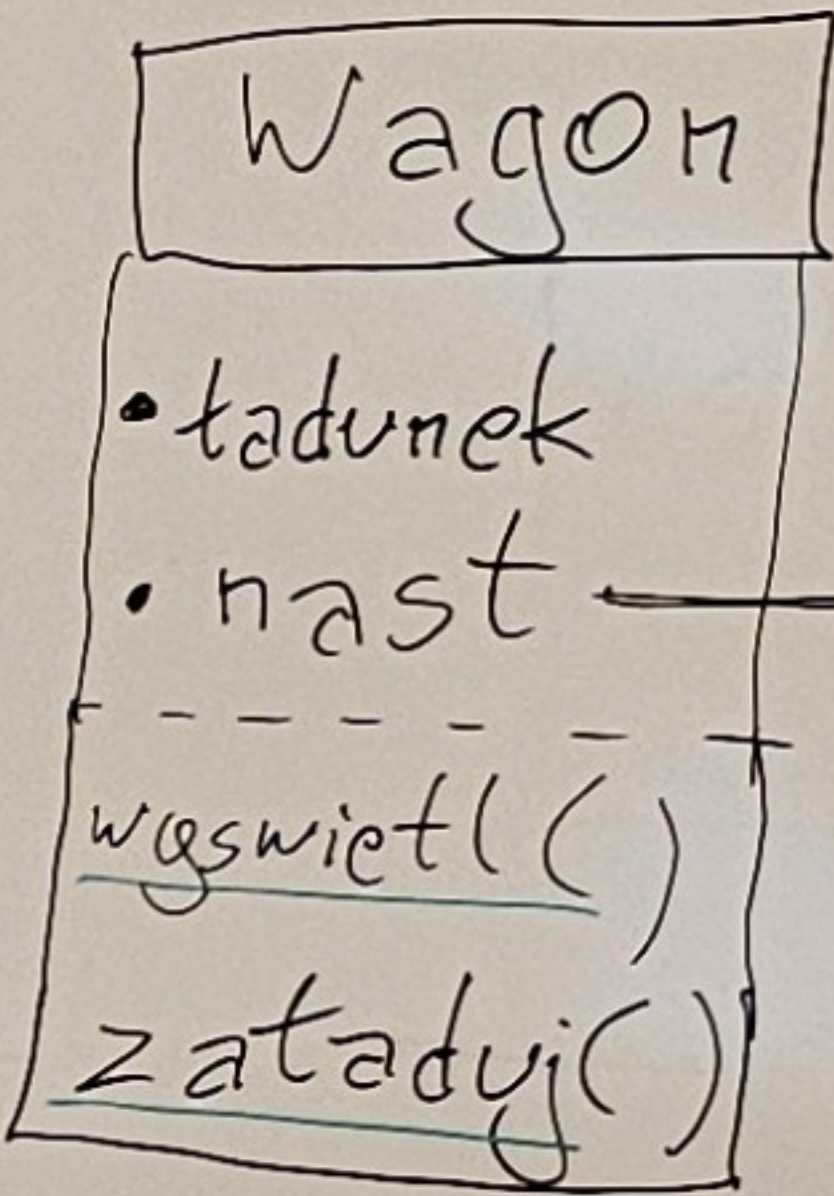 Wagon
• ładunek
• nast
wyswietl()
załaduj()